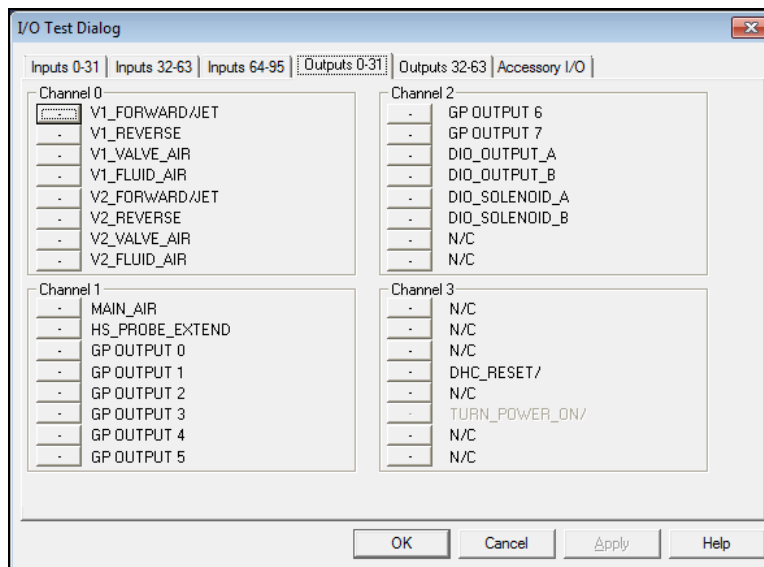 I/O Test Dialog
Inputs 0-31 Inputs 32-63 Inputs 64-95 Outputs 0-31 Outputs 32-63 Accessory I/O
Channel 0
- V1_FORWARD/JET
- V1_REVERSE
- V1_VALVE_AIR
- V1_FLUID_AIR
- V2_FORWARD/JET
- V2_REVERSE
- V2_VALVE_AIR
- V2_FLUID_AIR
Channel 1
- MAIN_AIR
- HS_PROBE_EXTEND
- GP OUTPUT 0
- GP OUTPUT 1
- GP OUTPUT 2
- GP OUTPUT 3
- GP OUTPUT 4
- GP OUTPUT 5
Channel 2
- GP OUTPUT 6
- GP OUTPUT 7
- DIO_OUTPUT_A
- DIO_OUTPUT_B
- DIO_SOLENOID_A
- DIO_SOLENOID_B
- N/C
- N/C
Channel 3
- N/C
- N/C
- N/C
- DHC_RESET/
- N/C
- TURN_POWER_ON/
- N/C
- N/C
OK Cancel Apply Help